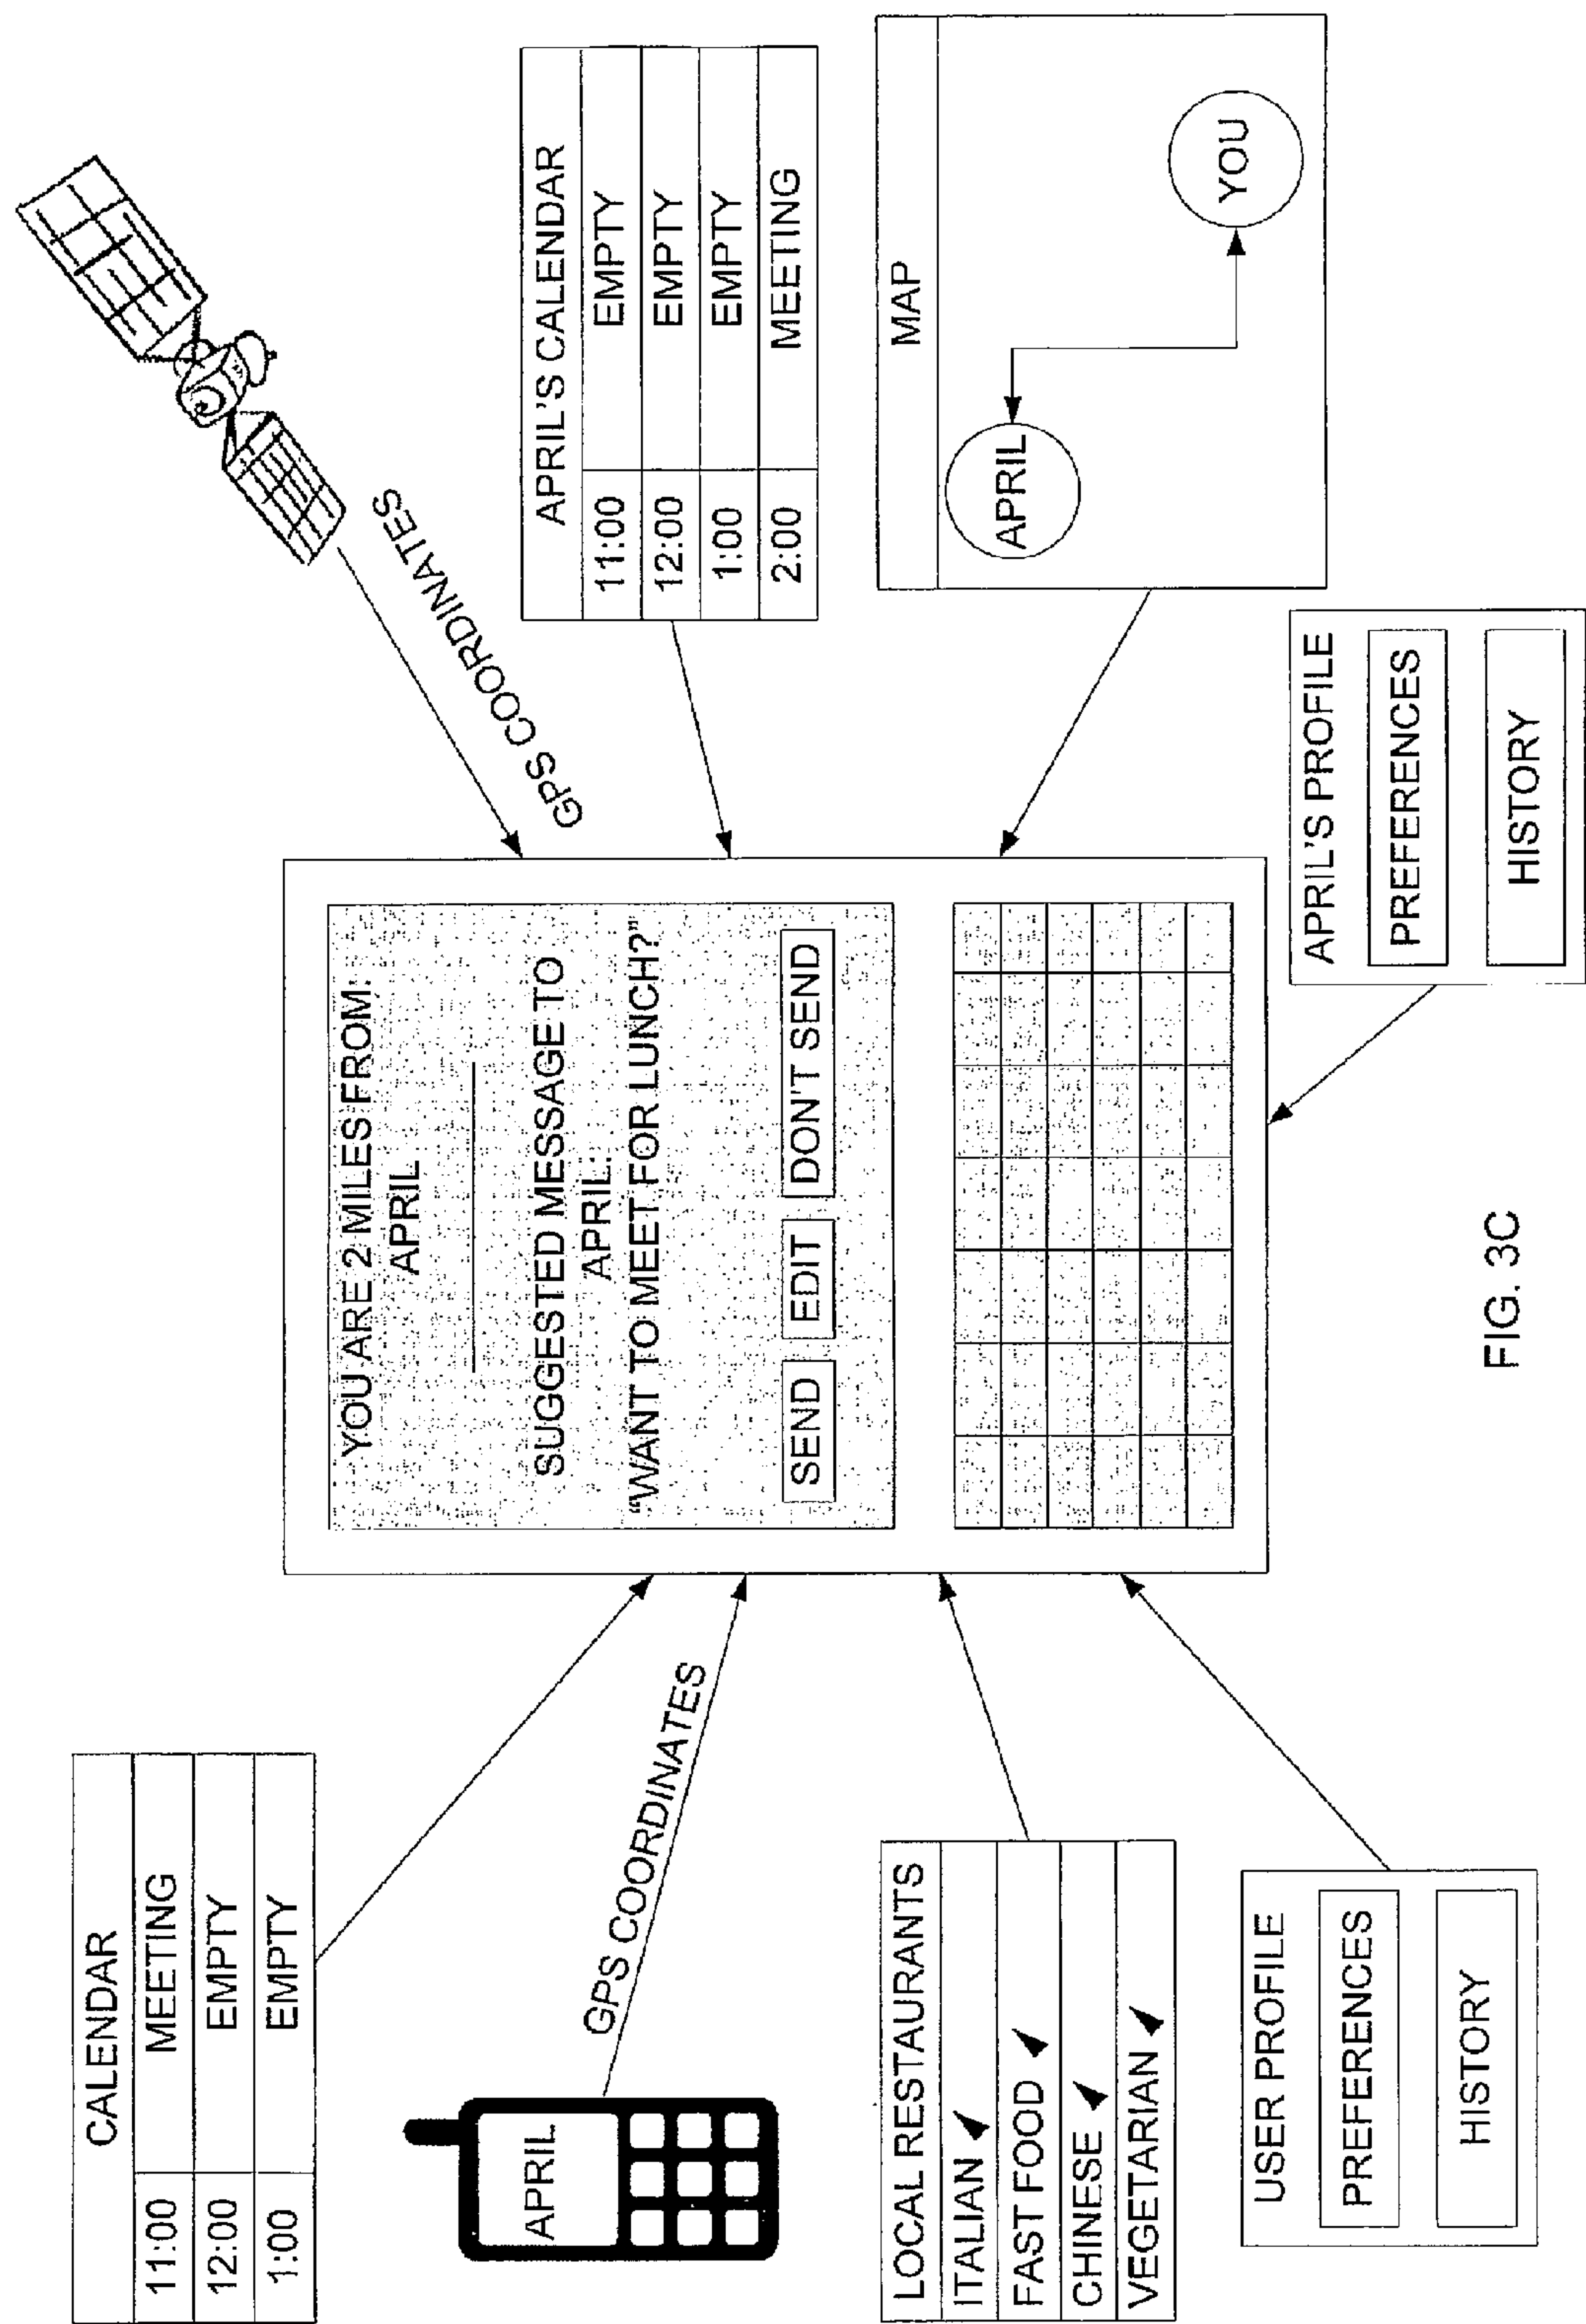 CALENDAR
11:00 MEETING
12:00 EMPTY
1:00 EMPTY
APRIL
GPS COORDINATES
LOCAL RESTAURANTS
ITALIAN
FAST FOOD
CHINESE
VEGETARIAN
USER PROFILE
PREFERENCES
HISTORY
YOU ARE 2 MILES FROM:
APRIL
SUGGESTED MESSAGE TO
APRIL:
“WANT TO MEET FOR LUNCH?”
SEND EDIT DON'T SEND
GPS COORDINATES
APRIL'S CALENDAR
11:00 EMPTY
12:00 EMPTY
1:00 EMPTY
2:00 MEETING
MAP
APRIL
YOU
APRIL'S PROFILE
PREFERENCES
HISTORY
FIG. 3C